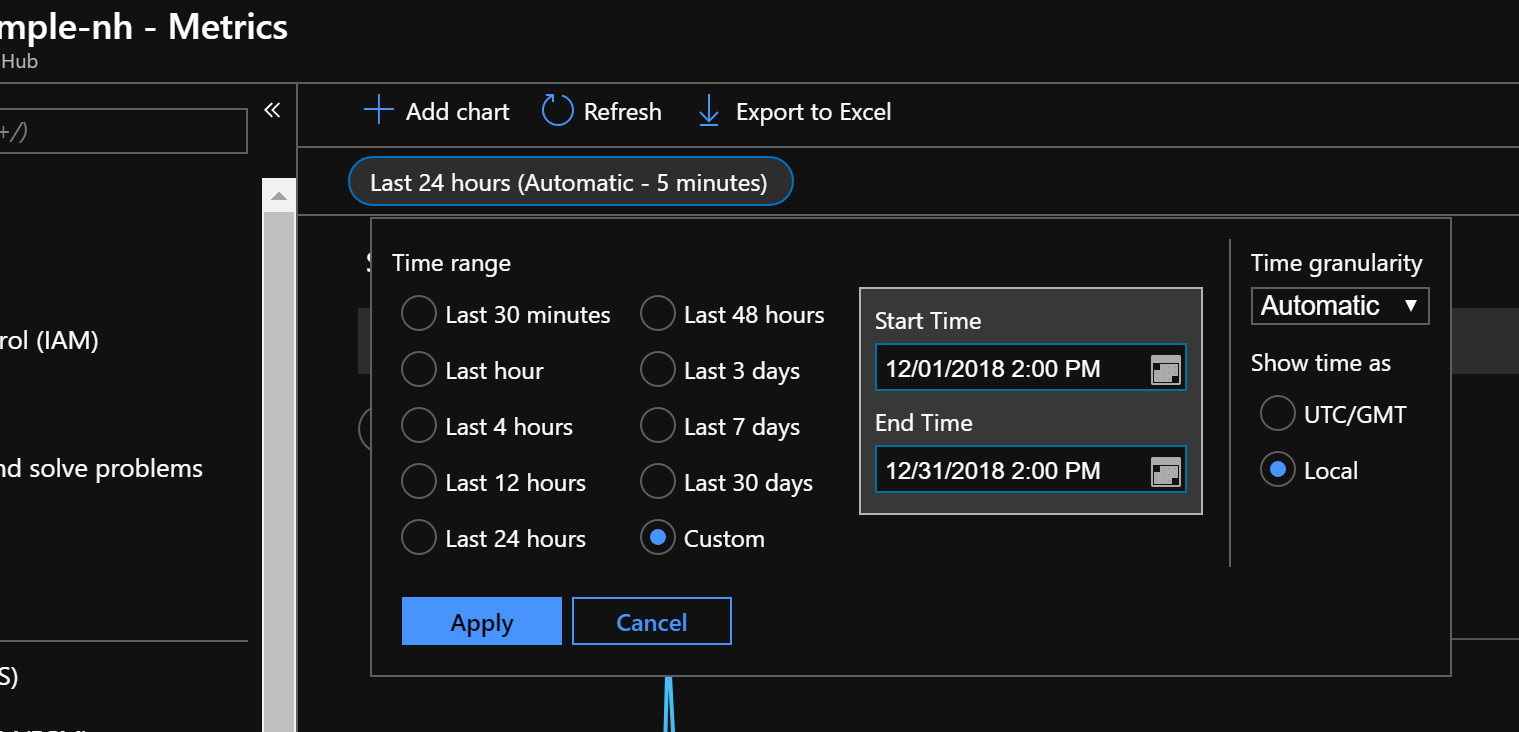 mple-nh - Metrics
Hub
+/)
«
Add chart
Refresh
Export to Excel
Last 24 hours (Automatic - 5 minutes)
Time range
Last 30 minutes
Last hour
Last 4 hours
Last 12 hours
Last 24 hours
Last 48 hours
Last 3 days
Last 7 days
Last 30 days
Custom
Start Time
12/01/2018 2:00 PM
End Time
12/31/2018 2:00 PM
Time granularity
Automatic
Show time as
UTC/GMT
Local
Apply
Cancel
rol (IAM)
nd solve problems
S)